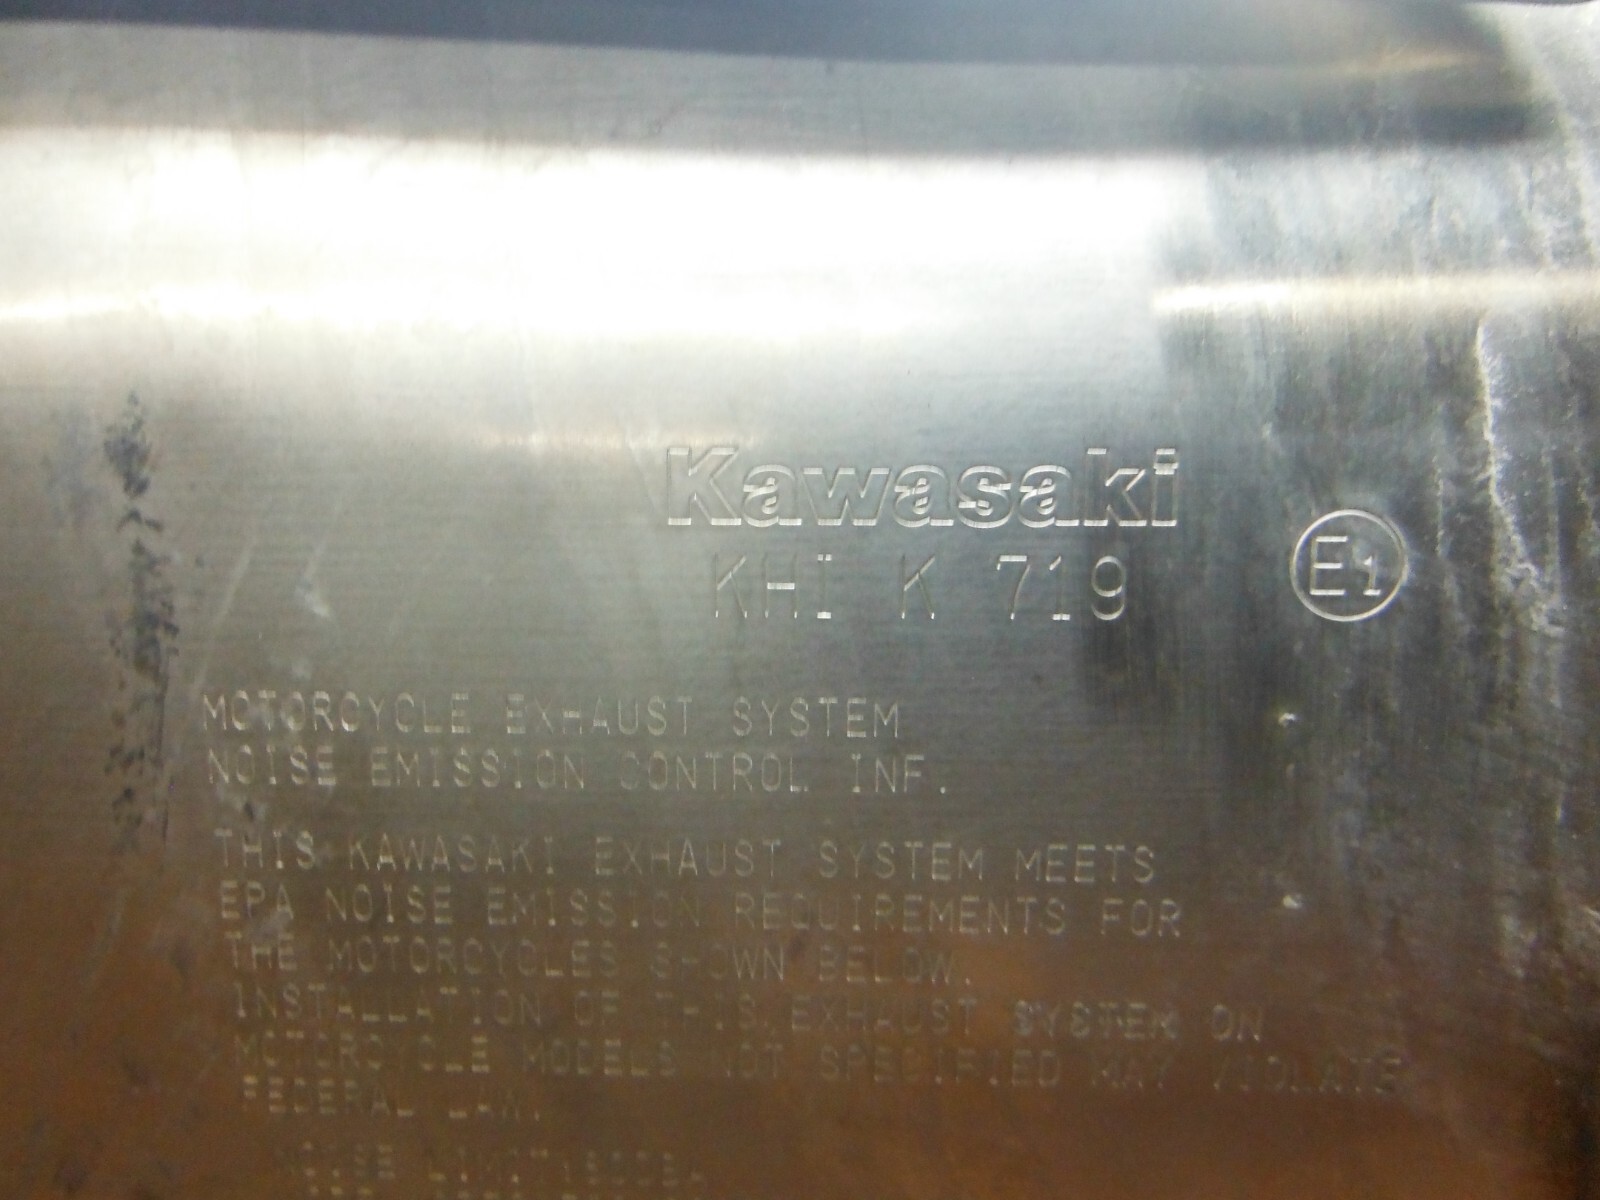 Kawasaki
KHI K 719
E1
MOTORCYCLE EXHAUST SYSTEM
NOISE EMISSION CONTROL INF.
THIS KAWASAKI EXHAUST SYSTEM MEETS
EPA NOISE EMISSION REQUIREMENTS FOR
THE MOTORCYCLES SHOWN BELOW.
INSTALLATION OF THIS EXHAUST SYSTEM ON
MOTORCYCLE MODELS NOT SPECIFIED MAY VIOLATE
FEDERAL LAW.
NOISE LIMIT